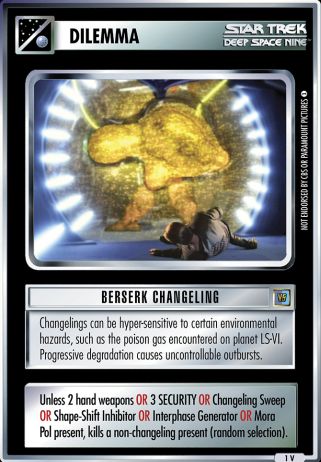 DILEMMA
STAR TREK
DEEP SPACE NINE
NOT ENDORSED BY CBS OR PARAMOUNT PICTURES
BERSERK CHANGELING
Changelings can be hyper-sensitive to certain environmental
hazards, such as the poison gas encountered on planet LS-VI.
Progressive degradation causes uncontrollable outbursts.
Unless 2 hand weapons OR 3 SECURITY OR Changeling Sweep
OR Shape-Shift Inhibitor OR Interphase Generator OR Mora
Pol present, kills a non-changeling present (random selection).
1 V